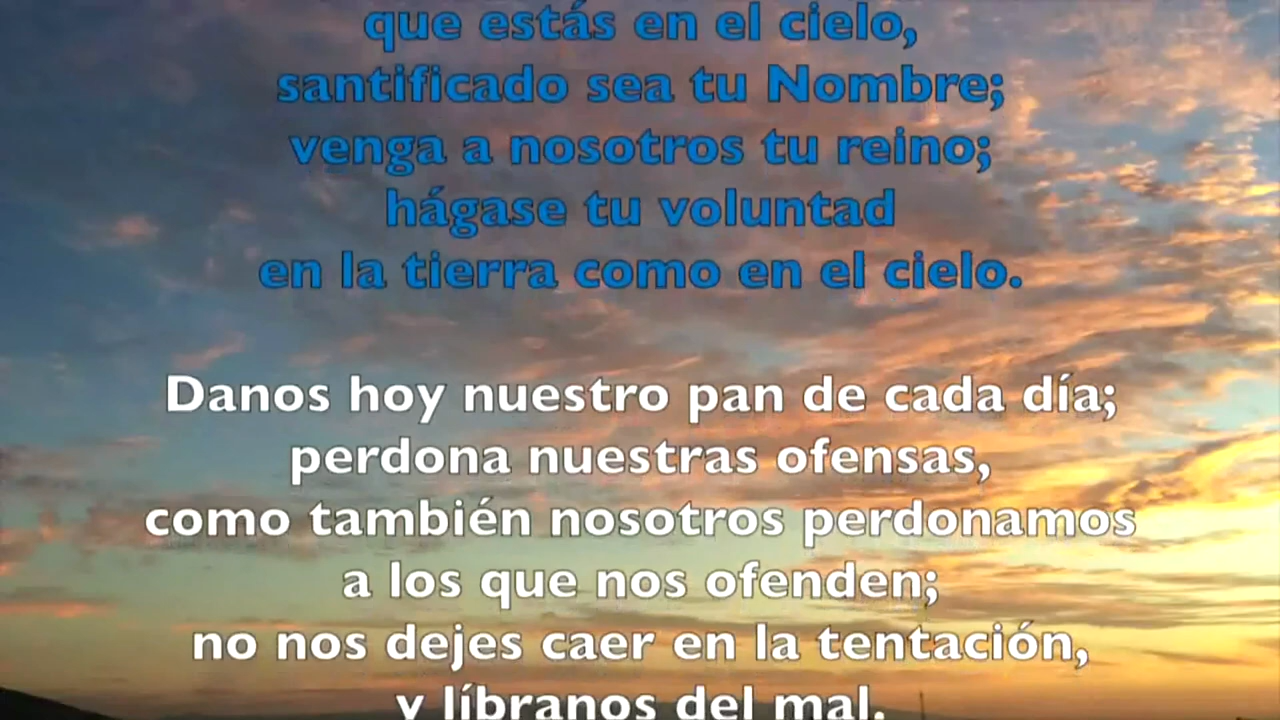 que estás en el cielo,
santificado sea tu Nombre;
venga a nosotros tu reino;
hágase tu voluntad
en la tierra como en el cielo.
Danos hoy nuestro pan de cada día;
perdona nuestras ofensas,
como también nosotros perdonamos
a los que nos ofenden;
no nos dejes caer en la tentación,
y líbranos del mal.